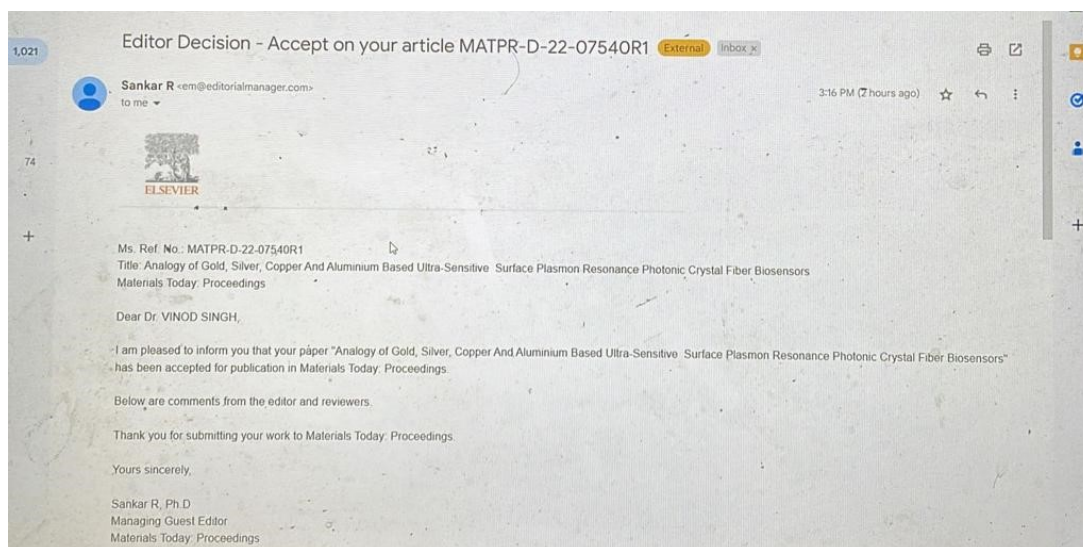 1,021
Editor Decision - Accept on your article MATPR-D-22-07540R1 External Inbox x
Sankar R <em@editorialmanager.com>
3:16 PM (7 hours ago)
to me
74
ELSEVIER
Ms. Ref. No.: MATPR-D-22-07540R1
Title: Analogy of Gold, Silver, Copper And Aluminium Based Ultra-Sensitive Surface Plasmon Resonance Photonic Crystal Fiber Biosensors
Materials Today: Proceedings
Dear Dr. VINOD SINGH,
I am pleased to inform you that your paper "Analogy of Gold, Silver, Copper And Aluminium Based Ultra-Sensitive Surface Plasmon Resonance Photonic Crystal Fiber Biosensors"
has been accepted for publication in Materials Today: Proceedings.
Below are comments from the editor and reviewers.
Thank you for submitting your work to Materials Today: Proceedings.
Yours sincerely,
Sankar R, Ph.D
Managing Guest Editor
Materials Today: Proceedings